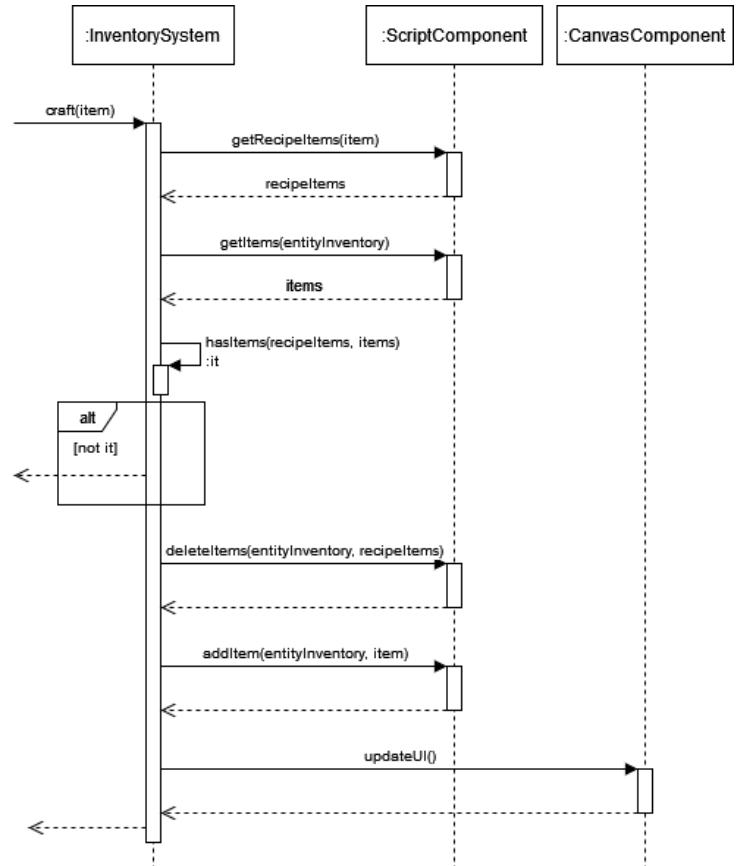 :InventorySystem
:ScriptComponent
:CanvasComponent
craft(item)
getRecipeItems(item)
recipeItems
getItems(entityInventory)
items
hasItems(recipeItems, items)
:it
alt
[not it]
deleteItems(entityInventory, recipeItems)
addItem(entityInventory, item)
updateUI()